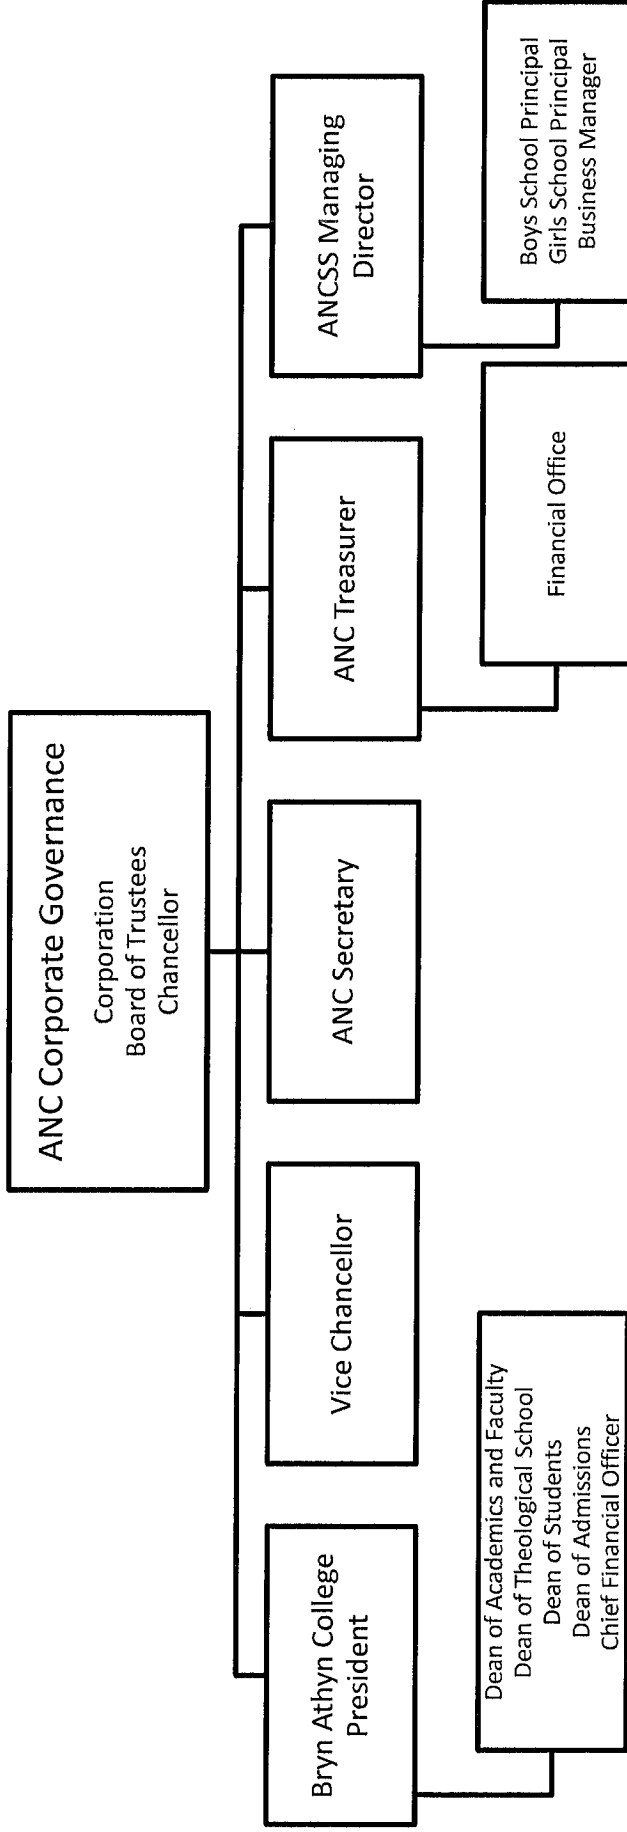 ANC Corporate Governance
Corporation
Board of Trustees
Chancellor
Bryn Athyn College
President
Vice Chancellor
ANC Secretary
ANC Treasurer
ANCSS Managing
Director
Dean of Academics and Faculty
Dean of Theological School
Dean of Students
Dean of Admissions
Chief Financial Officer
Financial Office
Boys School Principal
Girls School Principal
Business Manager